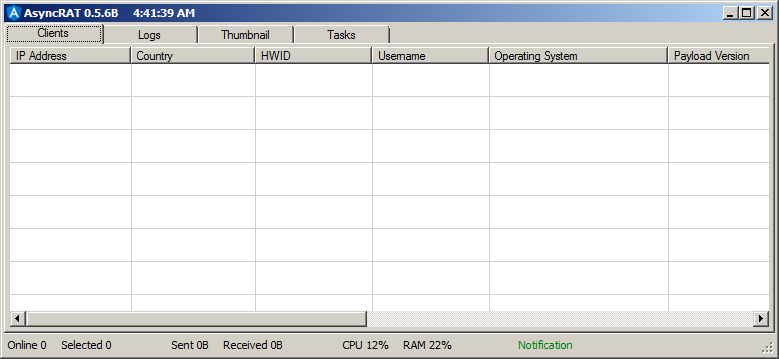 AsyncRAT 0.5.6B 4:41:39 AM
Clients Logs Thumbnail Tasks
IP Address Country HWID Username Operating System Payload Version
Online 0 Selected 0 Sent 0B Received 0B CPU 12% RAM 22% Notification